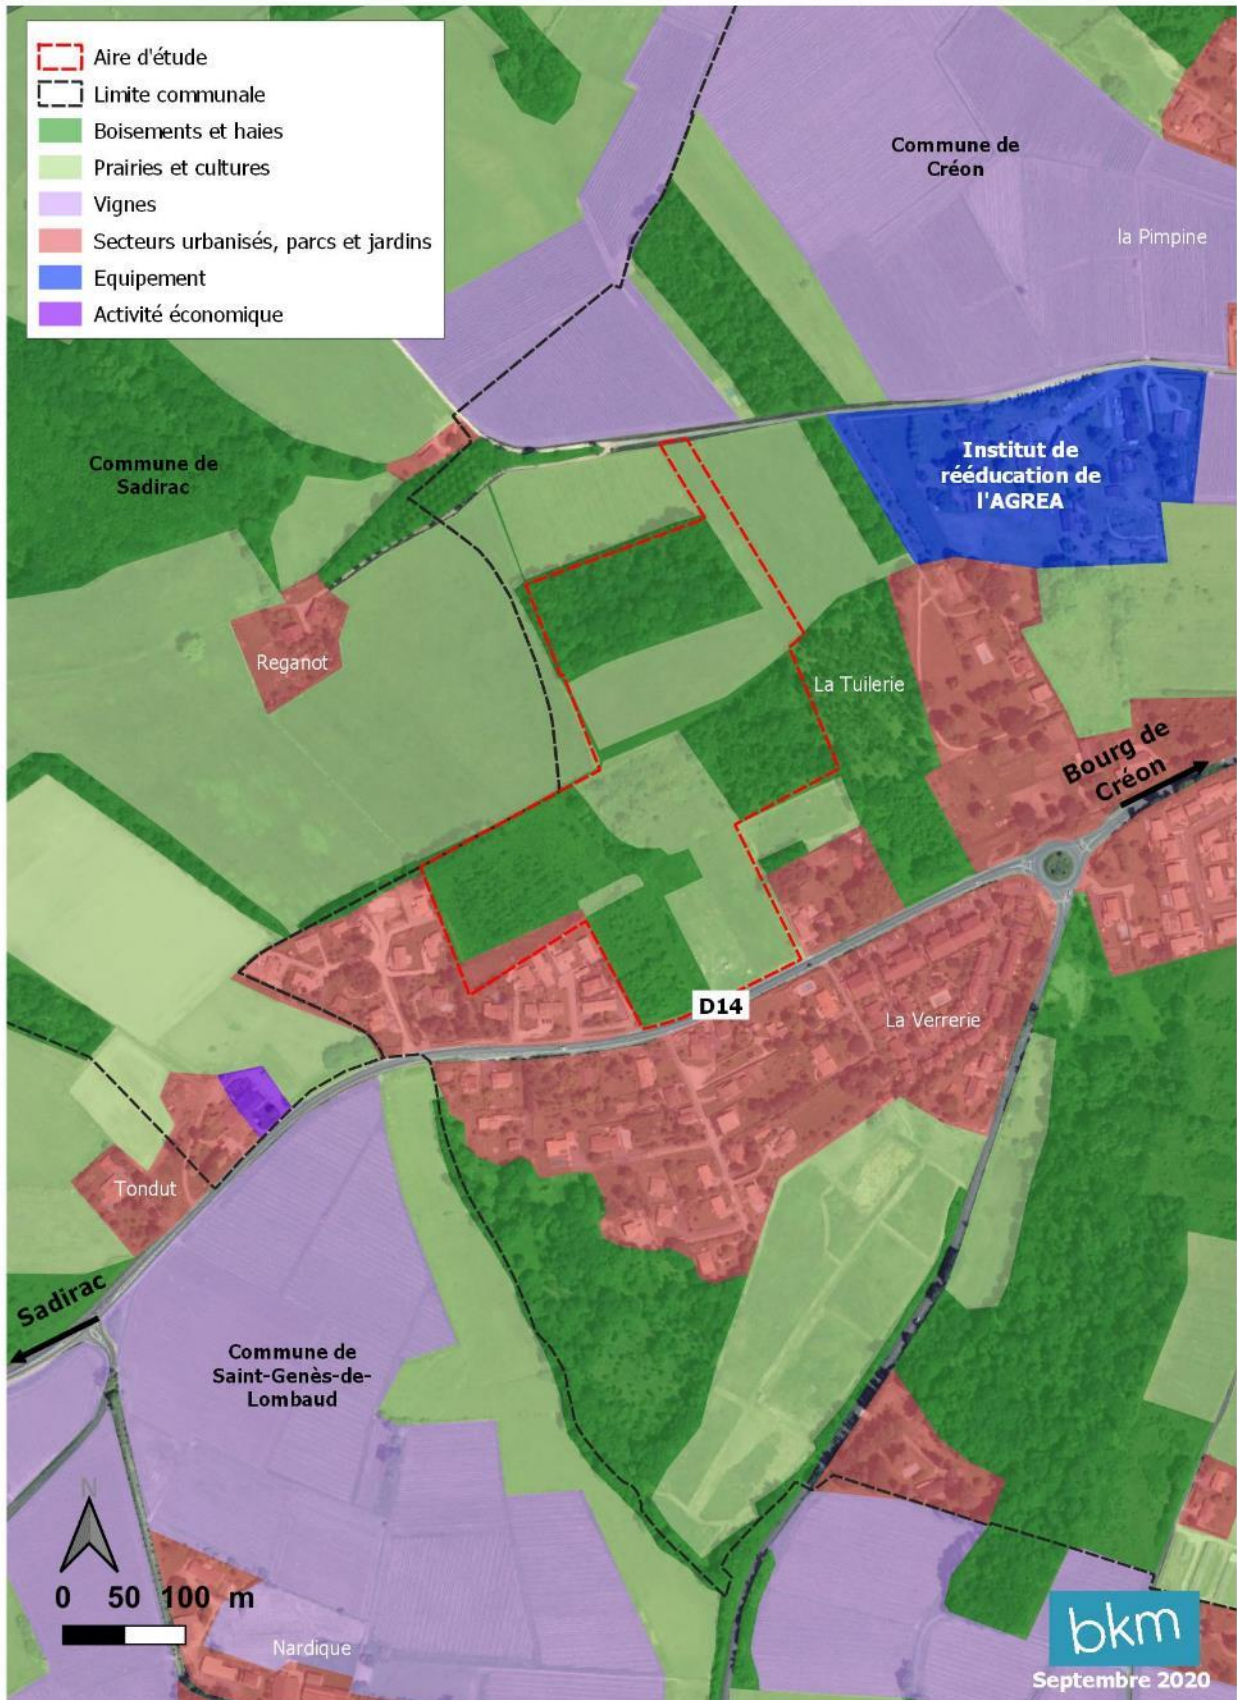 Aire d'étude
Limite communale
Boisements et haies
Prairies et cultures
Vignes
Secteurs urbanisés, parcs et jardins
Equipement
Activité économique
Commune de
Créon
la Pimpine
Institut de
rééducation de
l'AGREA
Commune de
Sadirac
Reganot
La Tuilerie
Bourg de
Créon
D14
La Verrerie
Tondut
Sadirac
Commune de
Saint-Genès-de-
Lombaud
N
0 50 100 m
Nardique
bkm
Septembre 2020